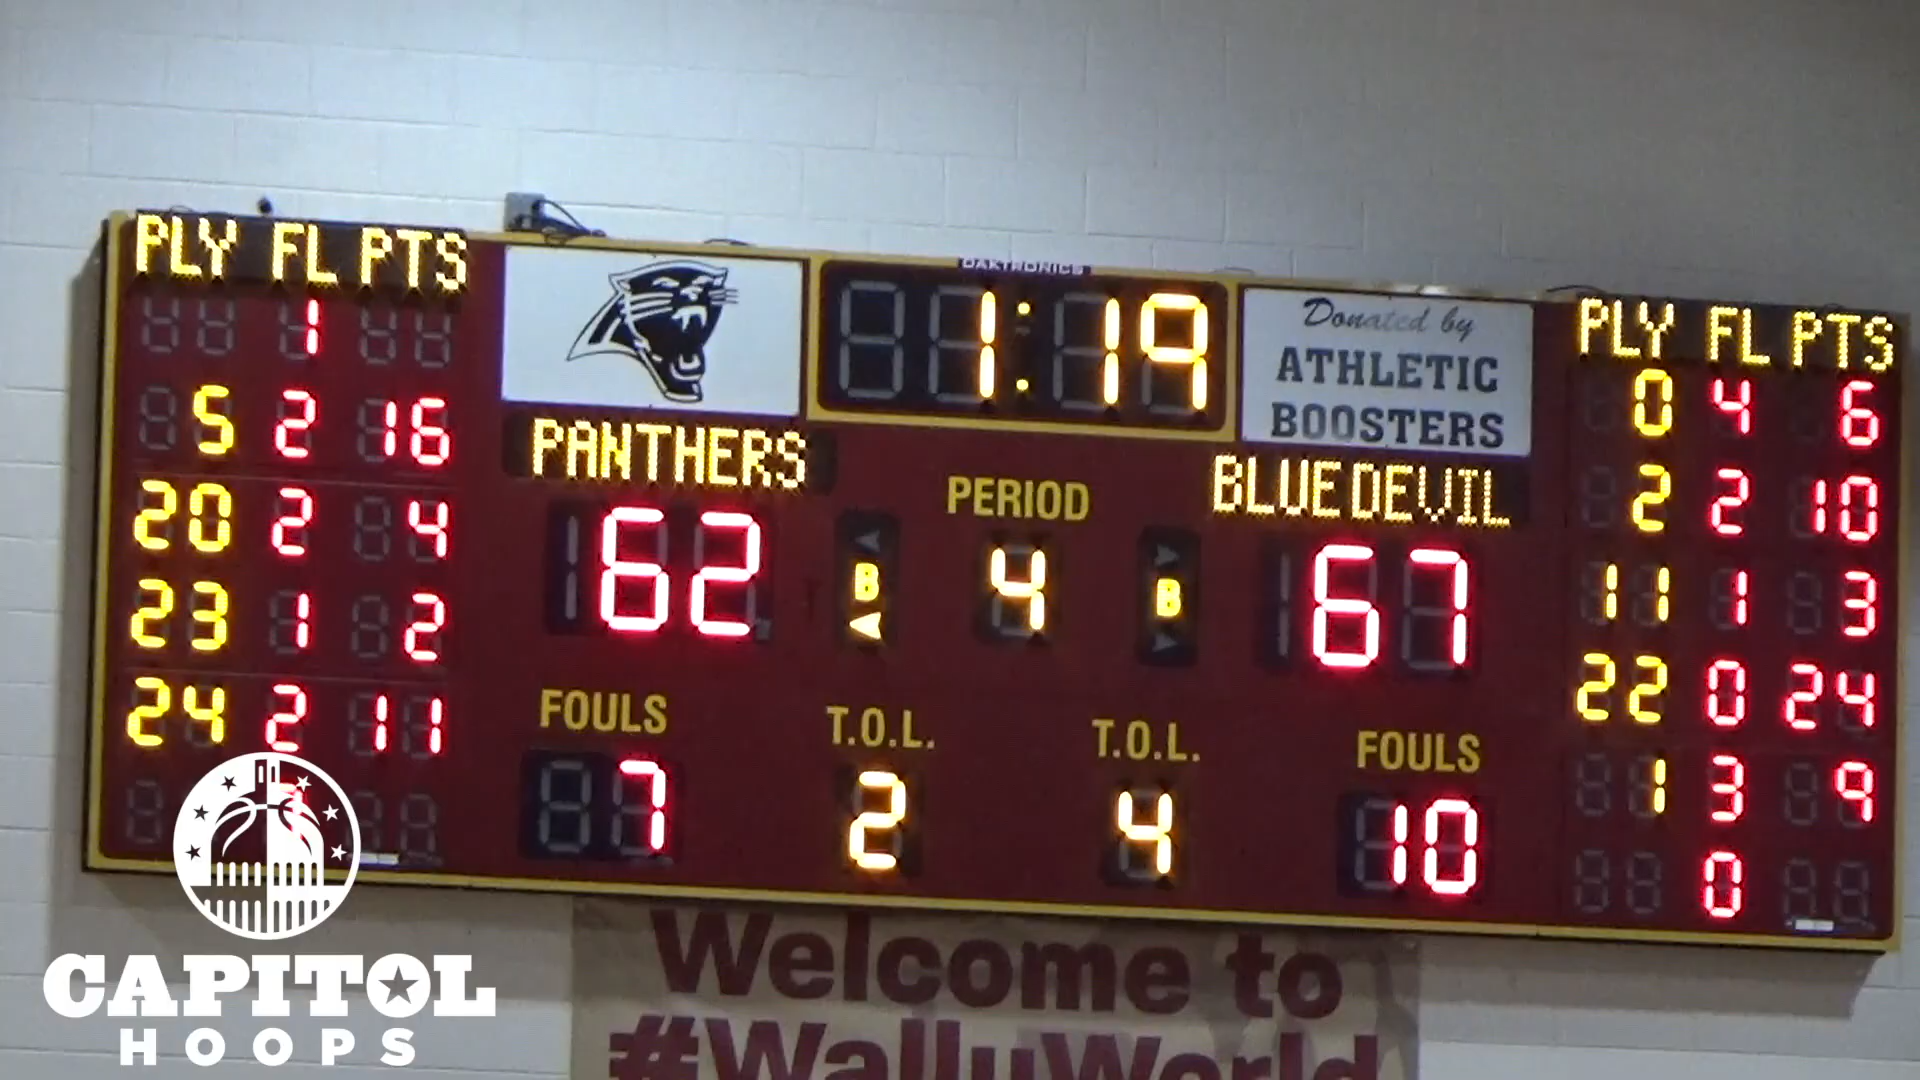 PLY FL PTS
1
5 2 16
20 2 4
23 1 2
24 2 11
DAKTRONICS
1:19
Donated by
ATHLETIC
BOOSTERS
PANTHERS
62
PERIOD
4
B
B
BLUEDEVIL
67
FOULS
7
T.O.L.
2
T.O.L.
4
FOULS
10
PLY FL PTS
0 4 6
2 2 10
11 1 3
22 0 24
1 3 9
0
Welcome to
#WallyWorld
CAPITOL
HOOPS